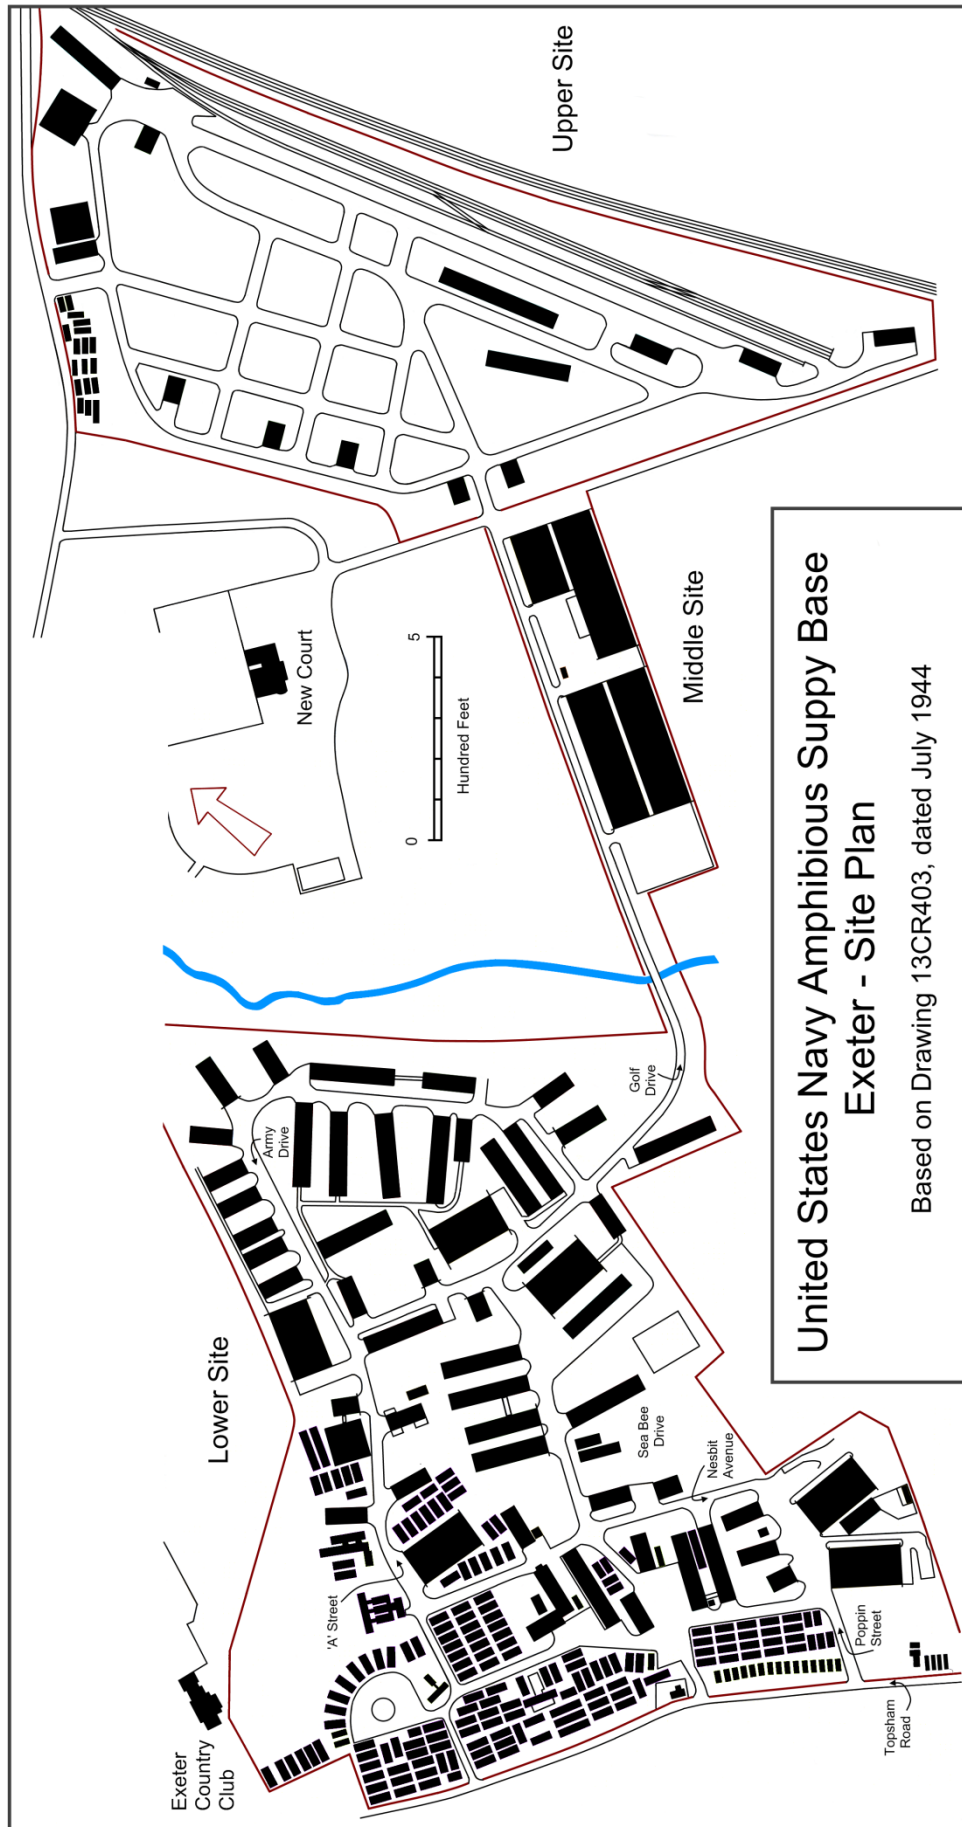 Upper Site
New Court
5
0
Hundred Feet
Middle Site
Golf
Drive
Army
Drive
Lower Site
Sea Bee
Drive
Nesbit
Avenue
'A' Street
Poppin
Street
Topsham
Road
Exeter
Country
Club
United States Navy Amphibious Suppy Base
Exeter - Site Plan
Based on Drawing 13CR403, dated July 1944